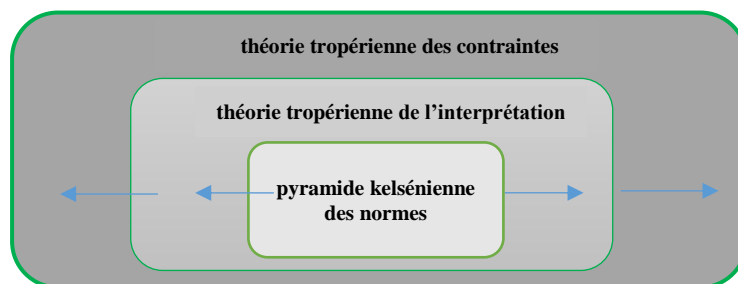 théorie tropérienne des contraintes
théorie tropérienne de l’interprétation
pyramide kelsénienne
des normes